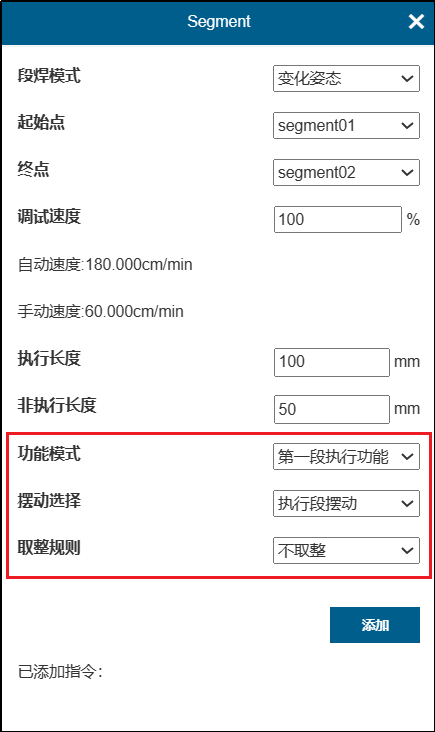 Segment
段焊模式 变化姿态
起始点 segment01
终点 segment02
调试速度 100 %
自动速度:180.000cm/min
手动速度:60.000cm/min
执行长度 100 mm
非执行长度 50 mm
功能模式 第一段执行功能
摆动选择 执行段摆动
取整规则 不取整
添加
已添加指令: